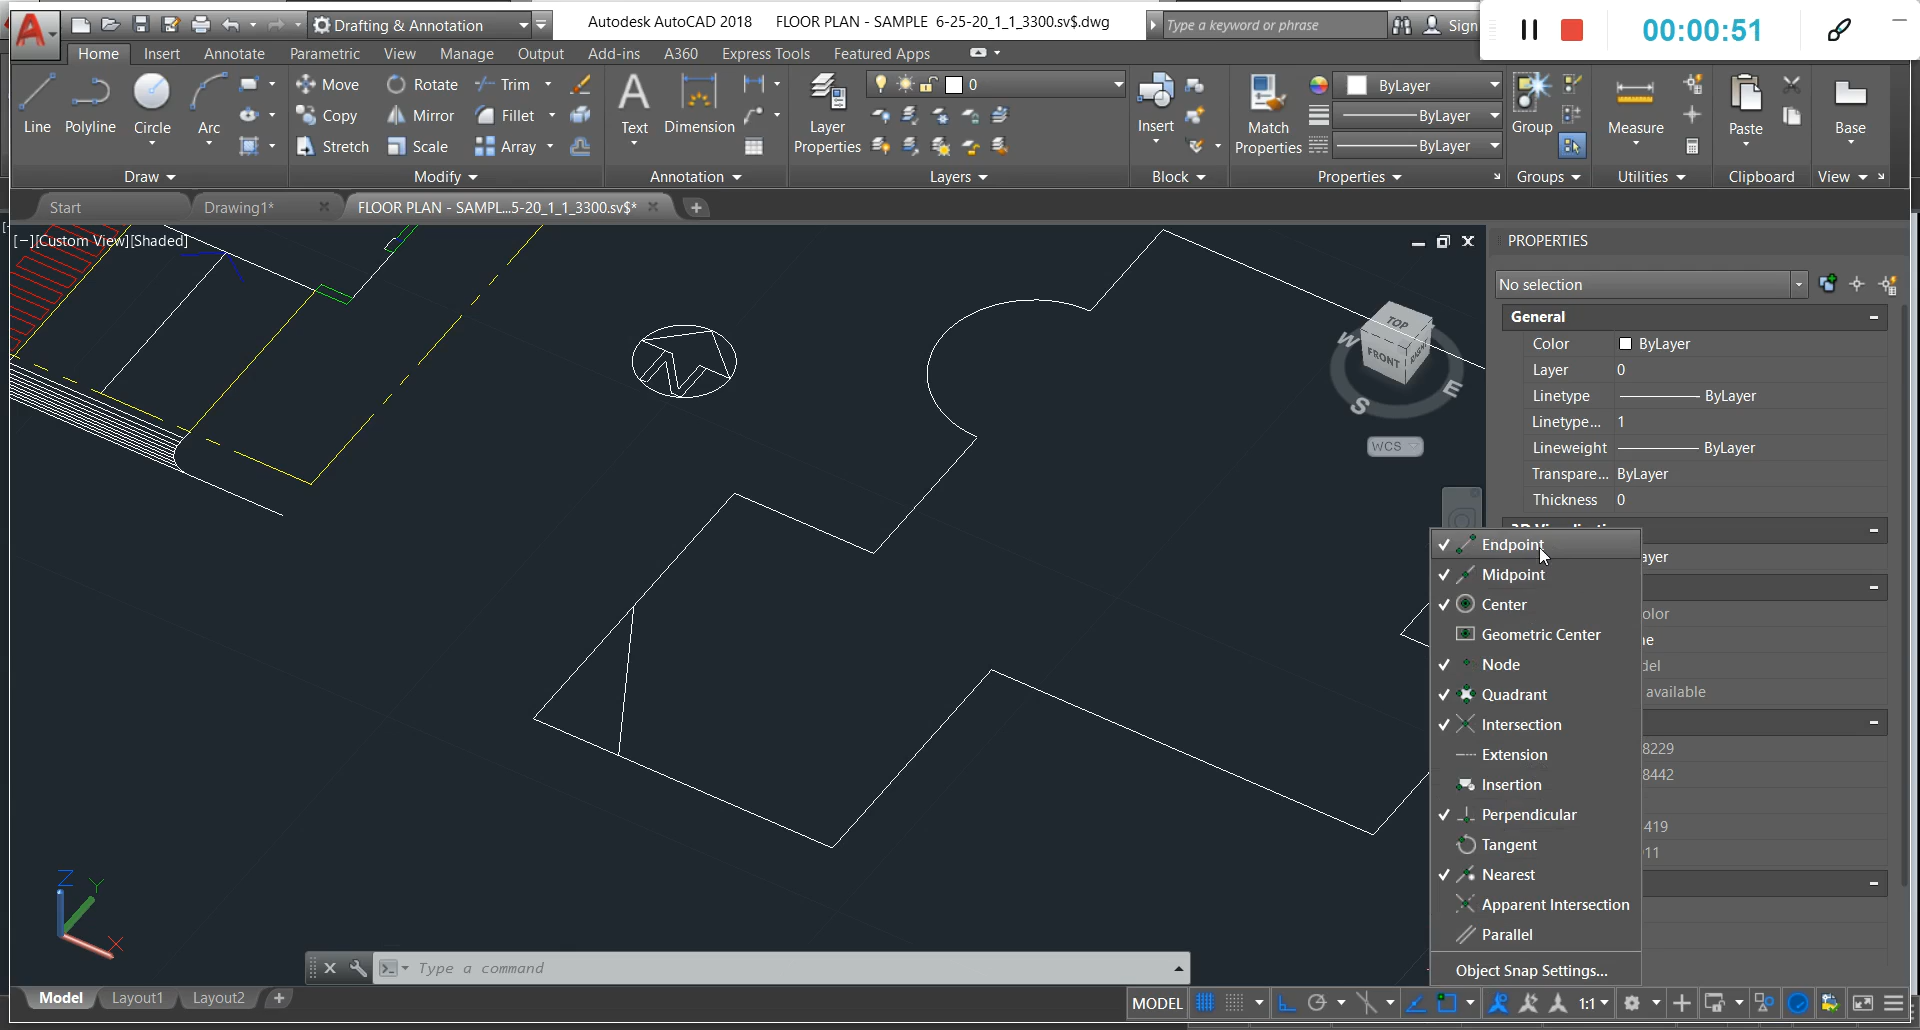 Drafting & Annotation
Autodesk AutoCAD 2018 FLOOR PLAN - SAMPLE 6-25-20_1_1_3300.sv$.dwg
Type a keyword or phrase
Sign
00:00:51
Home Insert Annotate Parametric View Manage Output Add-ins A360 Express Tools Featured Apps
Line Polyline Circle Arc
Move Rotate Trim
Copy Mirror Fillet
Stretch Scale Array
Text Dimension
Layer Properties
0
Insert
Match Properties
ByLayer
ByLayer
ByLayer
Group
Measure
Paste
Base
Draw Modify Annotation Layers Block Properties Groups Utilities Clipboard View
Start Drawing1* FLOOR PLAN - SAMPL...5-20_1_1_3300.sv$*
[−][Custom View][Shaded]
TOP
FRONT
RIGHT
W
S
E
WCS
PROPERTIES
No selection
General
Color ByLayer
Layer 0
Linetype ByLayer
Linetype... 1
Lineweight ByLayer
Transpare... ByLayer
Thickness 0
ayer
olor
ne
del
available
8229
8442
419
11
Endpoint
Midpoint
Center
Geometric Center
Node
Quadrant
Intersection
Extension
Insertion
Perpendicular
Tangent
Nearest
Apparent Intersection
Parallel
Object Snap Settings...
Z
Y
X
Type a command
Model Layout1 Layout2
MODEL
1:1